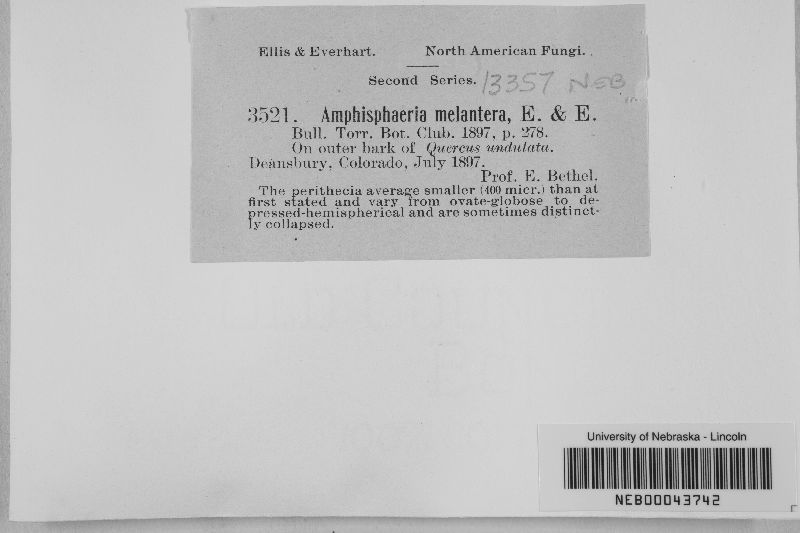 Ellis & Everhart. North American Fungi.
Second Series. 13357 NEB
3521. Amphisphaeria melantera, E. & E.
Bull. Torr. Bot. Club. 1897, p. 278.
On outer bark of Quercus undulata.
Deansbury, Colorado, July 1897.
Prof. E. Bethel.
The perithecia average smaller (400 micr.) than at
first stated and vary from ovate-globose to de-
pressed-hemispherical and are sometimes distinct-
ly collapsed.
University of Nebraska - Lincoln
NEB00043742